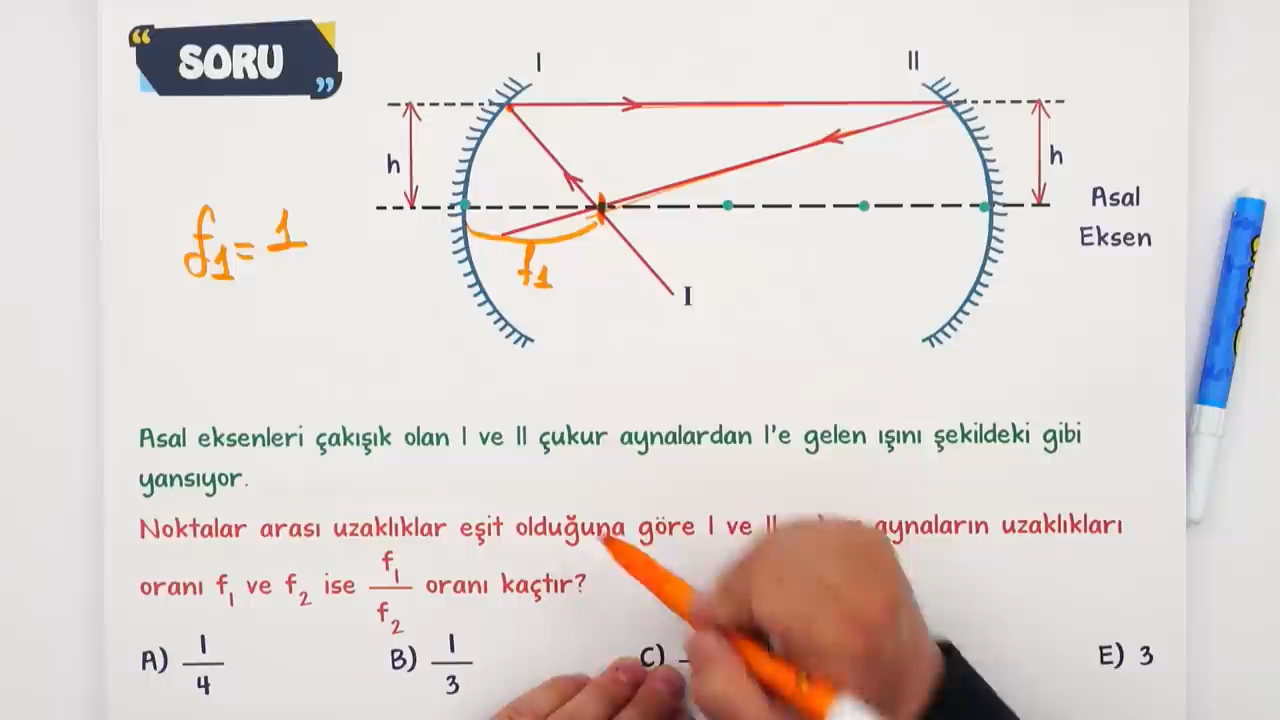 “ SORU ”
I II
h h
Asal
Eksen
f1 = 1
f1
I
Asal eksenleri çakışık olan I ve II çukur aynalardan I'e gelen ışını şekildeki gibi
yansıyor.
Noktalar arası uzaklıklar eşit olduğuna göre I ve II aynaların uzaklıkları
oranı f1 ve f2 ise f1/f2 oranı kaçtır?
A) 1/4 B) 1/3 C) E) 3